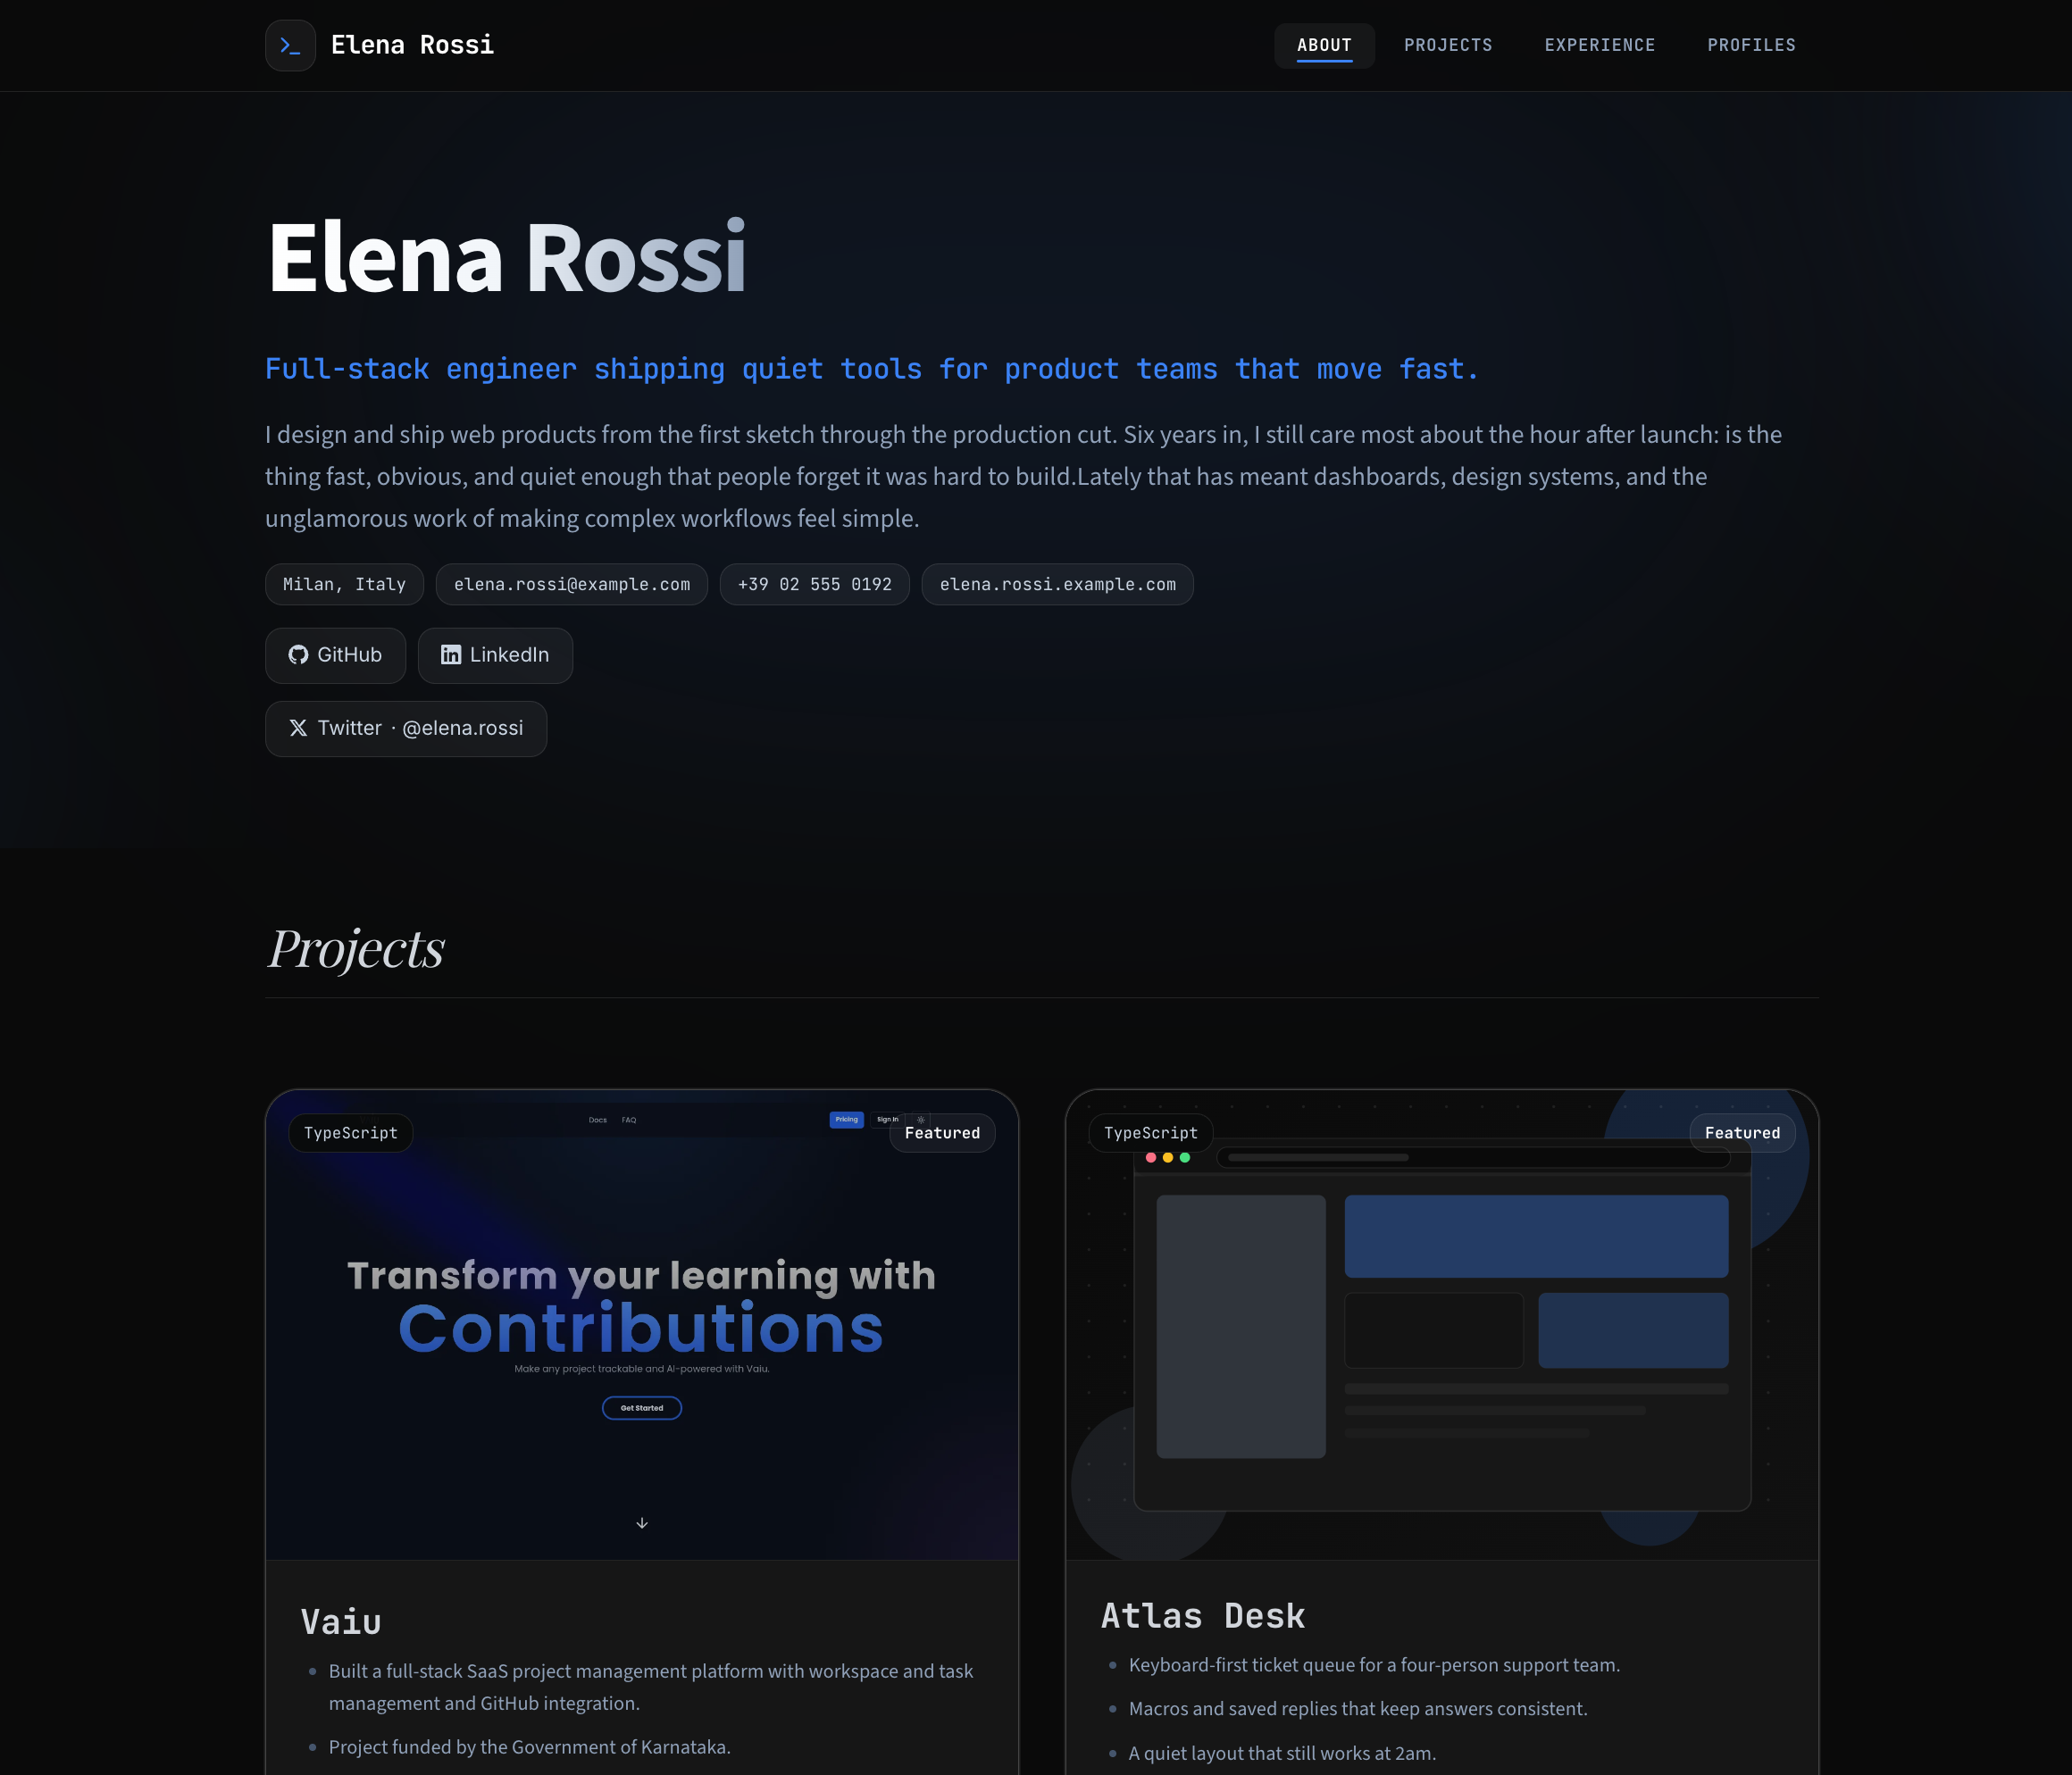 Elena Rossi
ABOUT
PROJECTS
EXPERIENCE
PROFILES
Elena Rossi
Full-stack engineer shipping quiet tools for product teams that move fast.
I design and ship web products from the first sketch through the production cut. Six years in, I still care most about the hour after launch: is the
thing fast, obvious, and quiet enough that people forget it was hard to build.Lately that has meant dashboards, design systems, and the
unglamorous work of making complex workflows feel simple.
Milan, Italy
elena.rossi@example.com
+39 02 555 0192
elena.rossi.example.com
GitHub
LinkedIn
Twitter · @elena.rossi
Projects
TypeScript
Docs
FAQ
Pricing
Sign In
Featured
Transform your learning with
Contributions
Make any project trackable and AI-powered with Vaiu.
Get Started
Vaiu
Built a full-stack SaaS project management platform with workspace and task
management and GitHub integration.
Project funded by the Government of Karnataka.
TypeScript
Featured
Atlas Desk
Keyboard-first ticket queue for a four-person support team.
Macros and saved replies that keep answers consistent.
A quiet layout that still works at 2am.